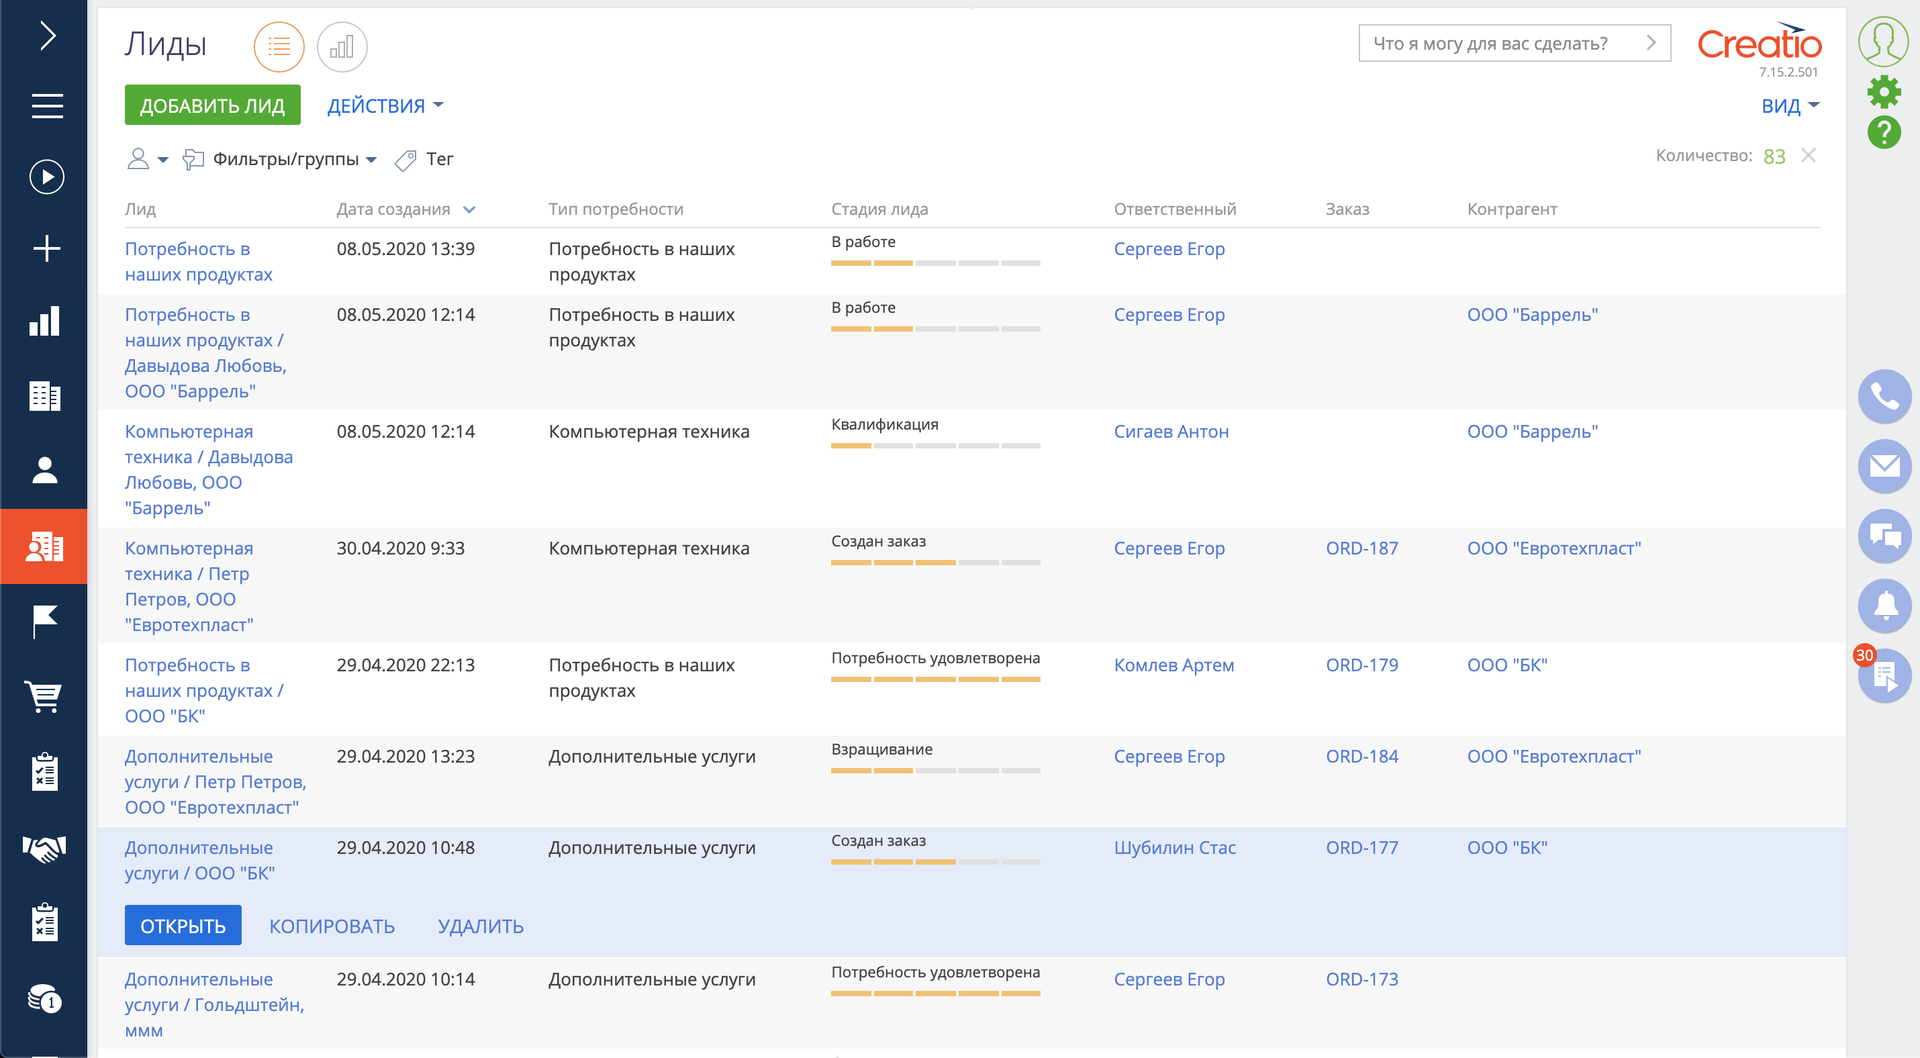 Лиды
Что я могу для вас сделать?
Creatio
7.15.2.501
ДОБАВИТЬ ЛИД
ДЕЙСТВИЯ
ВИД
Фильтры/группы
Тег
Количество: 83
Лид Дата создания Тип потребности Стадия лида Ответственный Заказ Контрагент
Потребность в наших продуктах 08.05.2020 13:39 Потребность в наших продуктах В работе Сергеев Егор
Потребность в наших продуктах / Давыдова Любовь, ООО "Баррель" 08.05.2020 12:14 Потребность в наших продуктах В работе Сергеев Егор ООО "Баррель"
Компьютерная техника / Давыдова Любовь, ООО "Баррель" 08.05.2020 12:14 Компьютерная техника Квалификация Сигаев Антон ООО "Баррель"
Компьютерная техника / Петр Петров, ООО "Евротехпласт" 30.04.2020 9:33 Компьютерная техника Создан заказ Сергеев Егор ORD-187 ООО "Евротехпласт"
Потребность в наших продуктах / ООО "БК" 29.04.2020 22:13 Потребность в наших продуктах Потребность удовлетворена Комлев Артем ORD-179 ООО "БК"
Дополнительные услуги / Петр Петров, ООО "Евротехпласт" 29.04.2020 13:23 Дополнительные услуги Взращивание Сергеев Егор ORD-184 ООО "Евротехпласт"
Дополнительные услуги / ООО "БК" 29.04.2020 10:48 Дополнительные услуги Создан заказ Шубилин Стас ORD-177 ООО "БК"
ОТКРЫТЬ КОПИРОВАТЬ УДАЛИТЬ
Дополнительные услуги / Гольдштейн, ммм 29.04.2020 10:14 Дополнительные услуги Потребность удовлетворена Сергеев Егор ORD-173
30
1
?